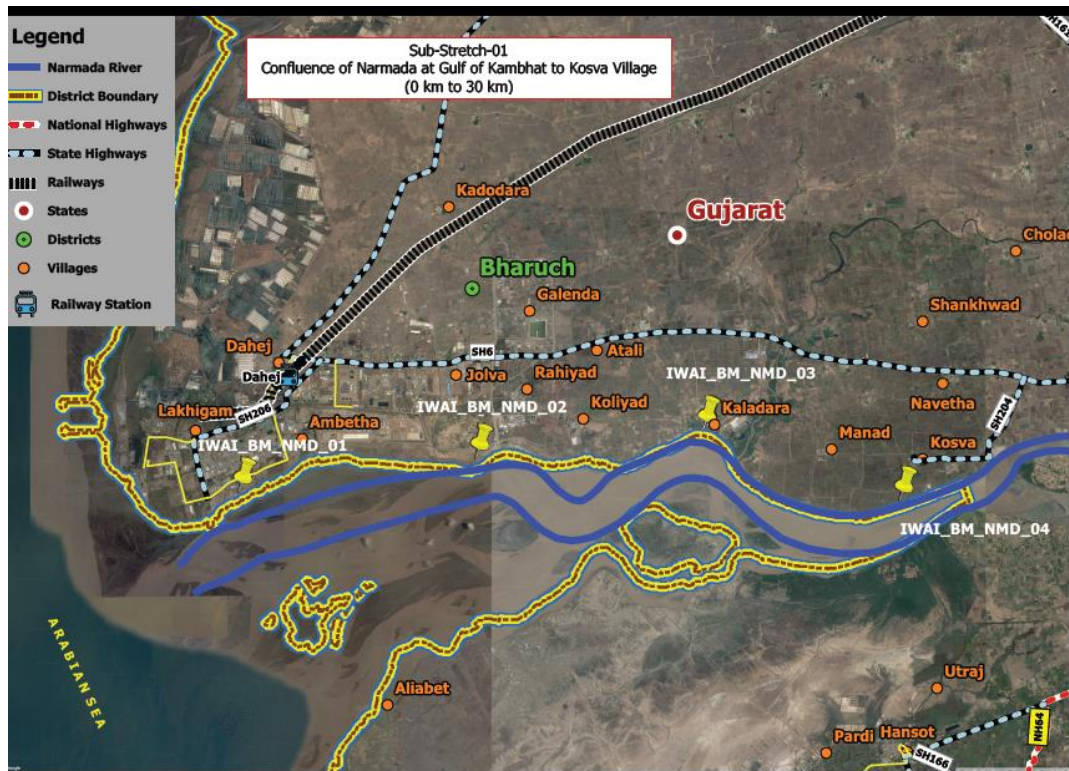 Legend
Narmada River
District Boundary
National Highways
State Highways
Railways
States
Districts
Villages
Railway Station
Sub-Stretch-01
Confluence of Narmada at Gulf of Kambhat to Kosva Village
(0 km to 30 km)
SH161
Kadodara
Gujarat
Cholad
Bharuch
Galenda
Shankhwad
Dahej
SH6
Atali
Dahej
Jolva
Rahiyad
IWAI_BM_NMD_03
Navetha
SH204
Lakhigam
SH206
Ambetha
IWAI_BM_NMD_02
Koliyad
Kaladara
IWAI_BM_NMD_01
Manad
Kosva
IWAI_BM_NMD_04
ARABIAN SEA
Aliabet
Utraj
Pardi
Hansot
NH64
SH166